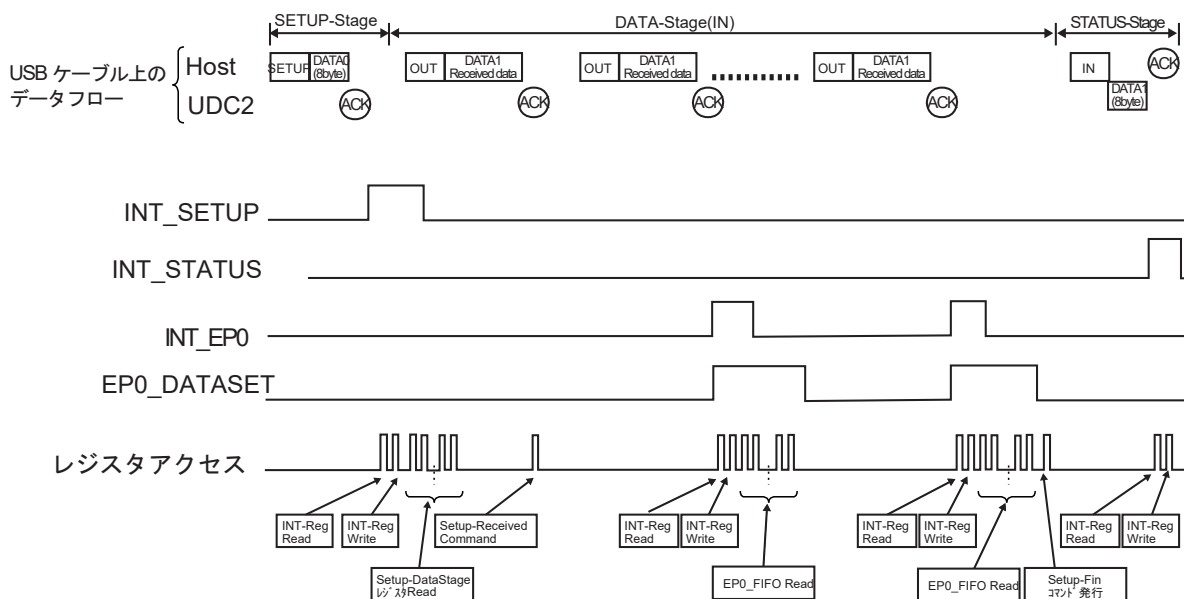 SETUP-Stage
DATA-Stage(IN)
STATUS-Stage
USB ケーブル上の
データフロー
Host
UDC2
SETUP
DATA0
(8byte)
ACK
OUT
DATA1
Received data
ACK
OUT
DATA1
Received data
ACK
OUT
DATA1
Received data
ACK
IN
DATA1
(8byte)
ACK
INT_SETUP
INT_STATUS
INT_EP0
EP0_DATASET
レジスタアクセス
INT-Reg
Read
INT-Reg
Write
Setup-Received
Command
INT-Reg
Read
INT-Reg
Write
INT-Reg
Read
INT-Reg
Write
INT-Reg
Read
INT-Reg
Write
Setup-DataStage
ﾚｼﾞｽﾀRead
EP0_FIFO Read
EP0_FIFO Read
Setup-Fin
ｺﾏﾝﾄﾞ発行